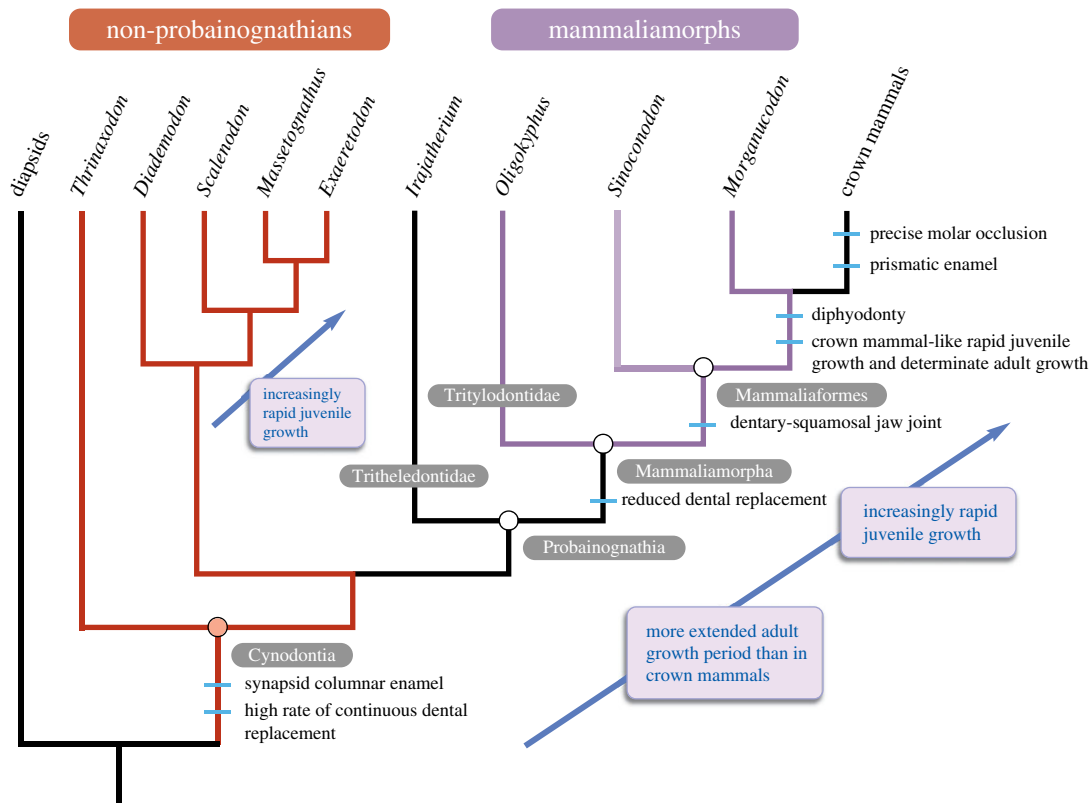 non-probainognathians
mammaliamorphs
diapsids
Thrinaxodon
Diademodon
Scalenodon
Massetognathus
Exaeretodon
Irajatherium
Oligokyphus
Sinoconodon
Morganucodon
crown mammals
precise molar occlusion
prismatic enamel
diphyodonty
crown mammal-like rapid juvenile
growth and determinate adult growth
increasingly
rapid juvenile
growth
Tritylodontidae
Mammaliaformes
dentary-squamosal jaw joint
Tritheledontidae
Mammaliamorpha
reduced dental replacement
increasingly rapid
juvenile growth
Probainognathia
more extended adult
growth period than in
crown mammals
Cynodontia
synapsid columnar enamel
high rate of continuous dental
replacement